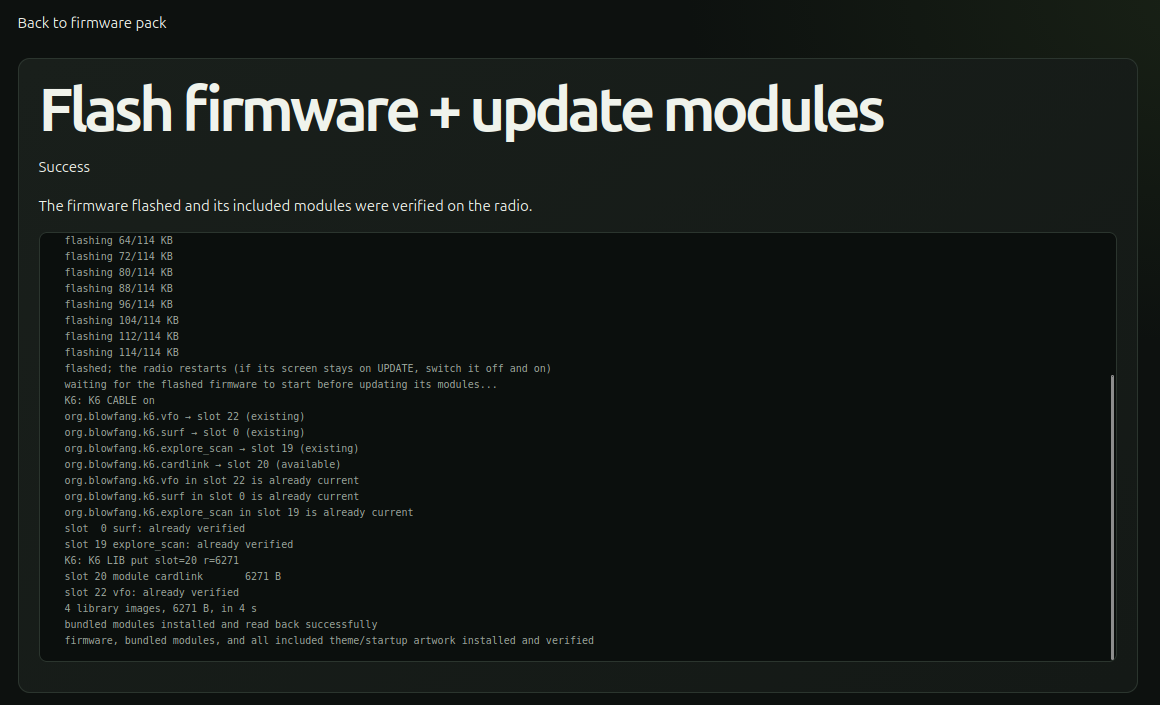 Back to firmware pack
Flash firmware + update modules
Success
The firmware flashed and its included modules were verified on the radio.
flashing 64/114 KB
flashing 72/114 KB
flashing 80/114 KB
flashing 88/114 KB
flashing 96/114 KB
flashing 104/114 KB
flashing 112/114 KB
flashing 114/114 KB
flashed; the radio restarts (if its screen stays on UPDATE, switch it off and on)
waiting for the flashed firmware to start before updating its modules...
K6: K6 CABLE on
org.blowfang.k6.vfo → slot 22 (existing)
org.blowfang.k6.surf → slot 0 (existing)
org.blowfang.k6.explore_scan → slot 19 (existing)
org.blowfang.k6.cardlink → slot 20 (available)
org.blowfang.k6.vfo in slot 22 is already current
org.blowfang.k6.surf in slot 0 is already current
org.blowfang.k6.explore_scan in slot 19 is already current
slot  0 surf: already verified
slot 19 explore_scan: already verified
K6: K6 LIB put slot=20 r=6271
slot 20 module cardlink       6271 B
slot 22 vfo: already verified
4 library images, 6271 B, in 4 s
bundled modules installed and read back successfully
firmware, bundled modules, and all included theme/startup artwork installed and verified